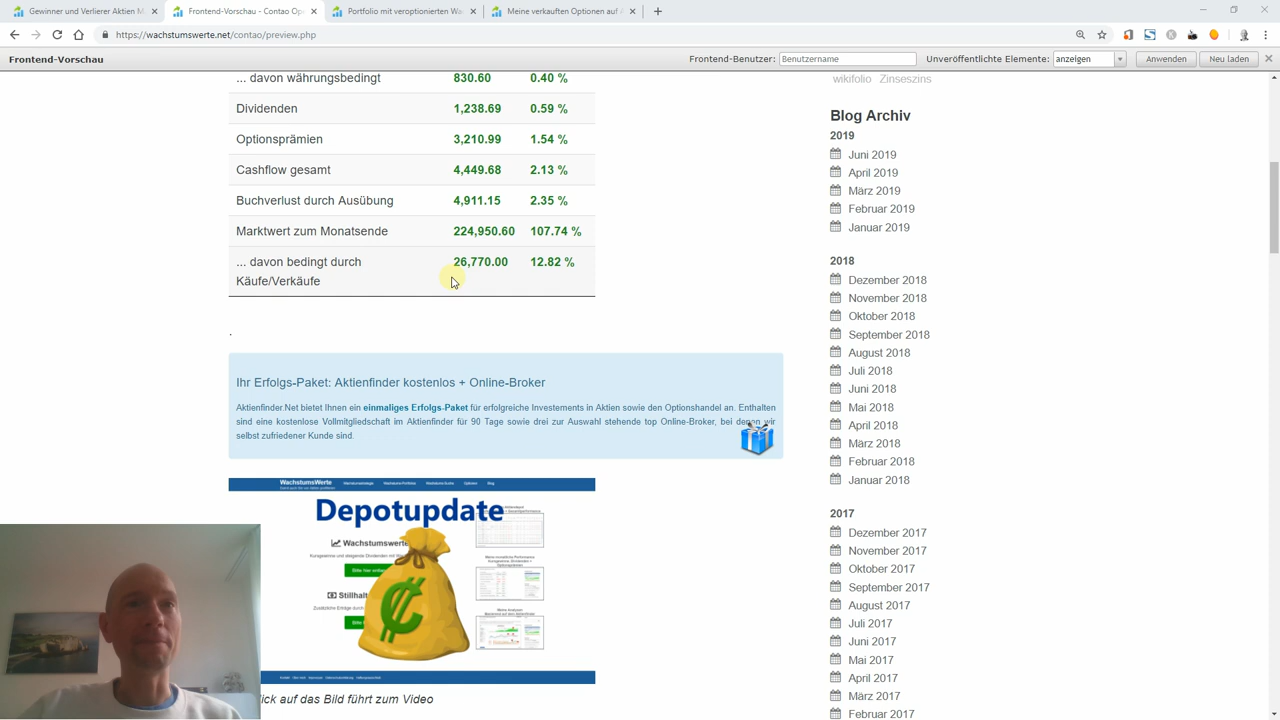 Gewinner und Verlierer Aktien M
Frontend-Vorschau - Contao Ope
Portfolio mit veroptionierten Wa
Meine verkauften Optionen auf A
https://wachstumswerte.net/contao/preview.php
Frontend-Vorschau
Frontend-Benutzer: Benutzername
Unveröffentlichte Elemente: anzeigen
Anwenden
Neu laden
wikifolio Zinseszins
... davon währungsbedingt 830.60 0.40 %
Dividenden 1,238.69 0.59 %
Optionsprämien 3,210.99 1.54 %
Cashflow gesamt 4,449.68 2.13 %
Buchverlust durch Ausübung 4,911.15 2.35 %
Marktwert zum Monatsende 224,950.60 107.74 %
... davon bedingt durch 26,770.00 12.82 %
Käufe/Verkäufe
.
Ihr Erfolgs-Paket: Aktienfinder kostenlos + Online-Broker
Aktienfinder.Net bietet Ihnen ein einmaliges Erfolgs-Paket für erfolgreiche Investements in Aktien sowie den Optionshandel an. Enthalten
sind eine kostenlose Vollmitgliedschaft im Aktienfinder für 90 Tage sowie drei zur Auswahl stehende top Online-Broker, bei denen wir
selbst zufriedener Kunde sind.
WachstumsWerte
Depotupdate
Wachstumswerte
Stillhalt
ick auf das Bild führt zum Video
Blog Archiv
2019
Juni 2019
April 2019
März 2019
Februar 2019
Januar 2019
2018
Dezember 2018
November 2018
Oktober 2018
September 2018
August 2018
Juli 2018
Juni 2018
Mai 2018
April 2018
März 2018
Februar 2018
Januar 2018
2017
Dezember 2017
November 2017
Oktober 2017
September 2017
August 2017
Juli 2017
Juni 2017
Mai 2017
April 2017
März 2017
Februar 2017